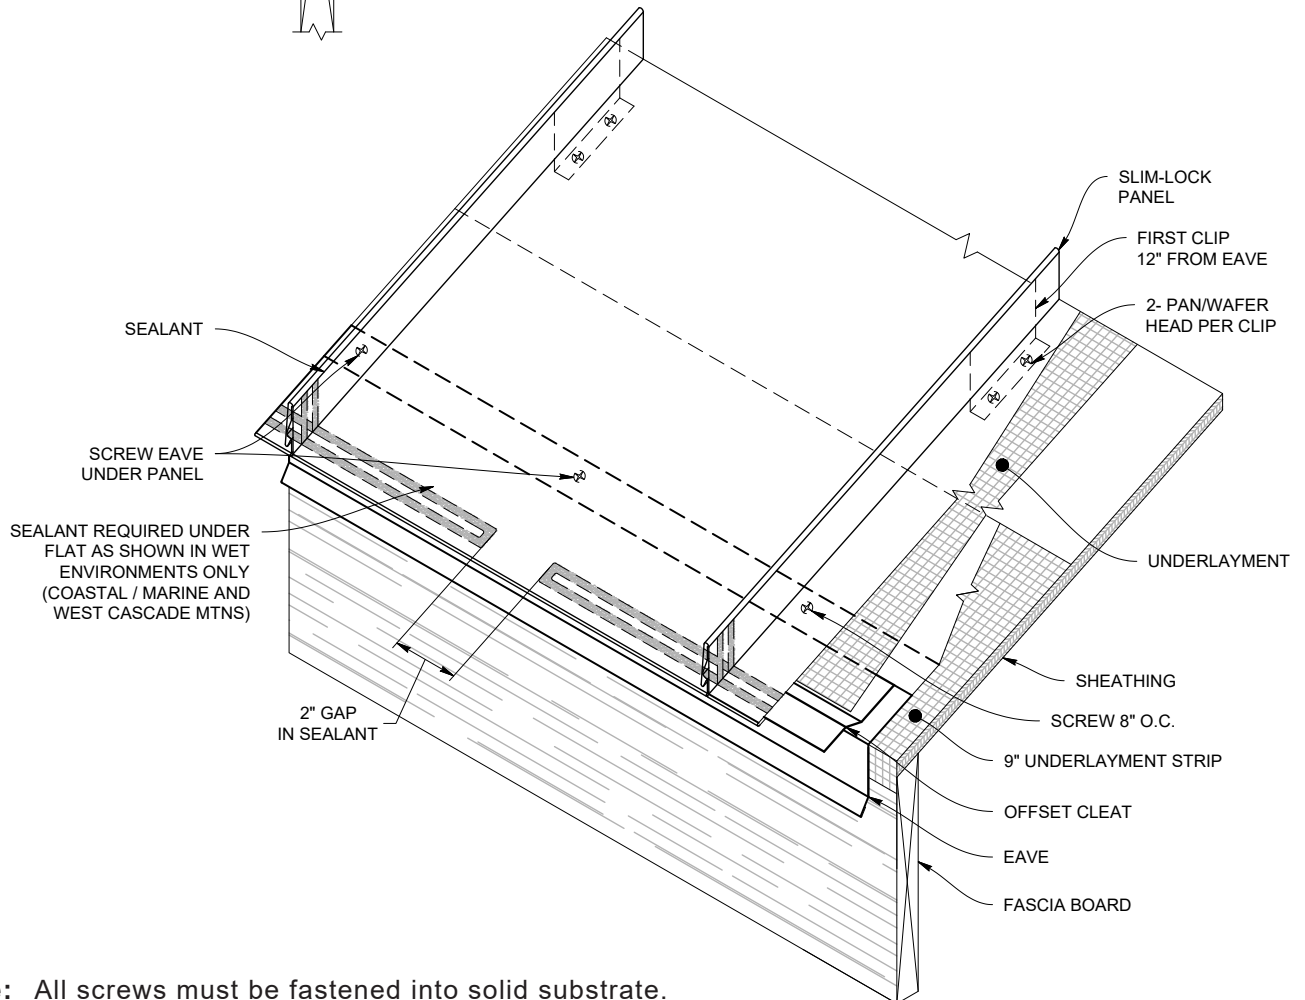 SLIM-LOCK
PANEL
FIRST CLIP
12" FROM EAVE
2- PAN/WAFER
HEAD PER CLIP
SEALANT
SCREW EAVE
UNDER PANEL
SEALANT REQUIRED UNDER
FLAT AS SHOWN IN WET
ENVIRONMENTS ONLY
(COASTAL / MARINE AND
WEST CASCADE MTNS)
UNDERLAYMENT
SHEATHING
2" GAP
IN SEALANT
SCREW 8" O.C.
9" UNDERLAYMENT STRIP
OFFSET CLEAT
EAVE
FASCIA BOARD
: All screws must be fastened into solid substrate.